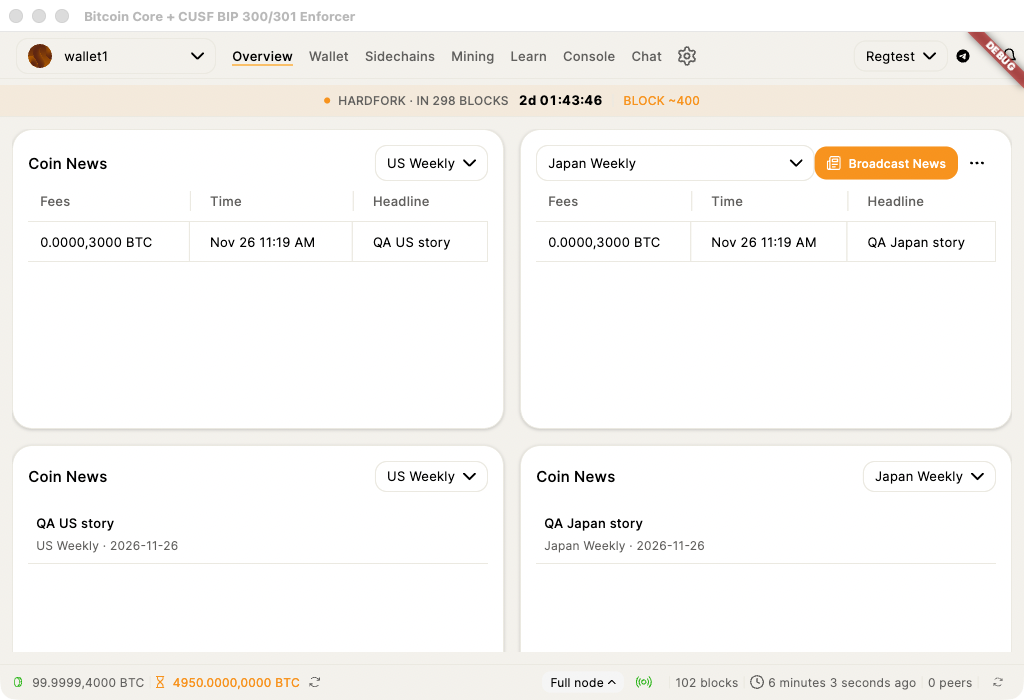 Bitcoin Core + CUSF BIP 300/301 Enforcer
wallet1
Overview
Wallet
Sidechains
Mining
Learn
Console
Chat
Regtest
DEBUG
HARDFORK · IN 298 BLOCKS 2d 01:43:46 BLOCK ~400
Coin News
US Weekly
Fees Time Headline
0.0000,3000 BTC Nov 26 11:19 AM QA US story
Japan Weekly
Broadcast News
Fees Time Headline
0.0000,3000 BTC Nov 26 11:19 AM QA Japan story
Coin News
US Weekly
QA US story
US Weekly · 2026-11-26
Coin News
Japan Weekly
QA Japan story
Japan Weekly · 2026-11-26
99.9999,4000 BTC
4950.0000,0000 BTC
Full node
102 blocks
6 minutes 3 seconds ago
0 peers